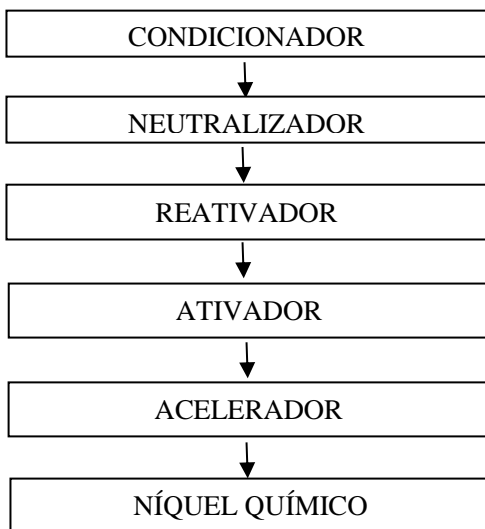 CONDICIONADOR
NEUTRALIZADOR
REATIVADOR
ATIVADOR
ACELERADOR
NÍQUEL QUÍMICO